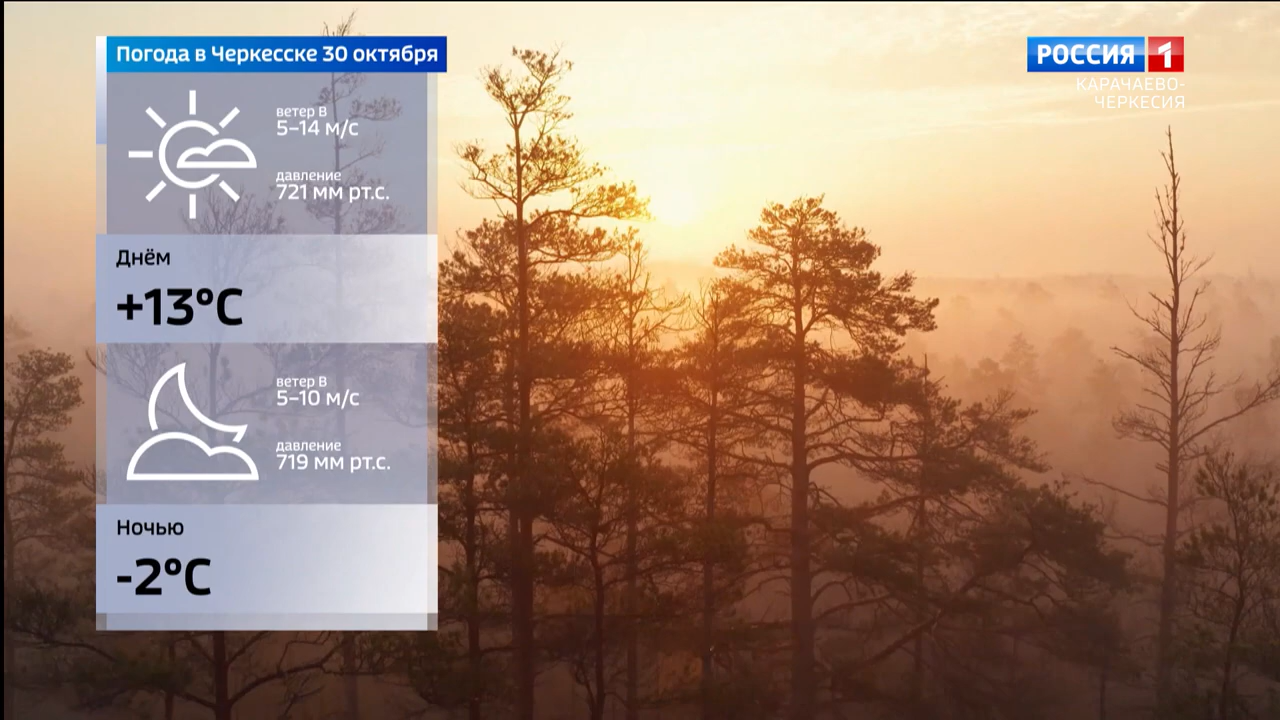 Погода в Черкесске 30 октября
РОССИЯ 1
КАРАЧАЕВО-
ЧЕРКЕСИЯ
ветер В
5-14 м/с
давление
721 мм рт.с.
Днём
+13°C
ветер В
5-10 м/с
давление
719 мм рт.с.
Ночью
-2°C